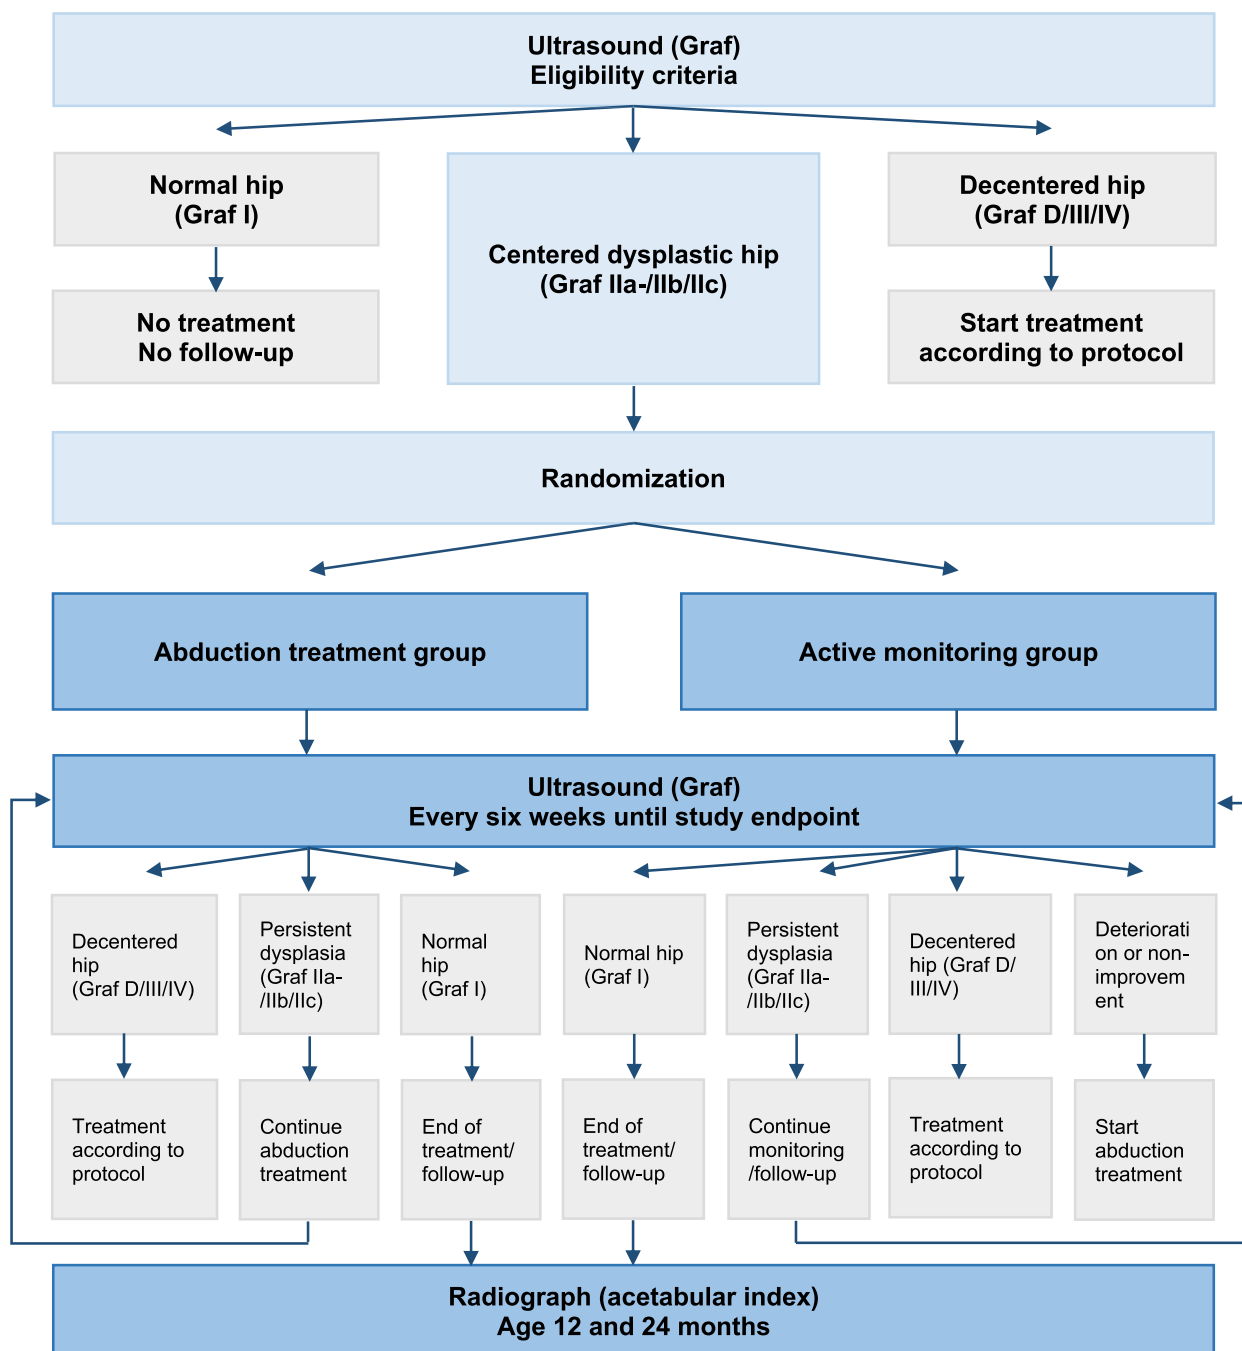 Ultrasound (Graf)
Eligibility criteria
Normal hip
(Graf I)
Centered dysplastic hip
(Graf IIa-/IIb/IIc)
Decentered hip
(Graf D/III/IV)
No treatment
No follow-up
Start treatment
according to protocol
Randomization
Abduction treatment group
Active monitoring group
Ultrasound (Graf)
Every six weeks until study endpoint
Decentered
hip
(Graf D/III/IV)
Persistent
dysplasia
(Graf IIa-
/IIb/IIc)
Normal
hip
(Graf I)
Normal hip
(Graf I)
Persistent
dysplasia
(Graf IIa-
/IIb/IIc)
Decentered
hip (Graf D/
III/IV)
Deteriorati
on or non-
improvem
ent
Treatment
according to
protocol
Continue
abduction
treatment
End of
treatment/
follow-up
End of
treatment/
follow-up
Continue
monitoring
/follow-up
Treatment
according to
protocol
Start
abduction
treatment
Radiograph (acetabular index)
Age 12 and 24 months